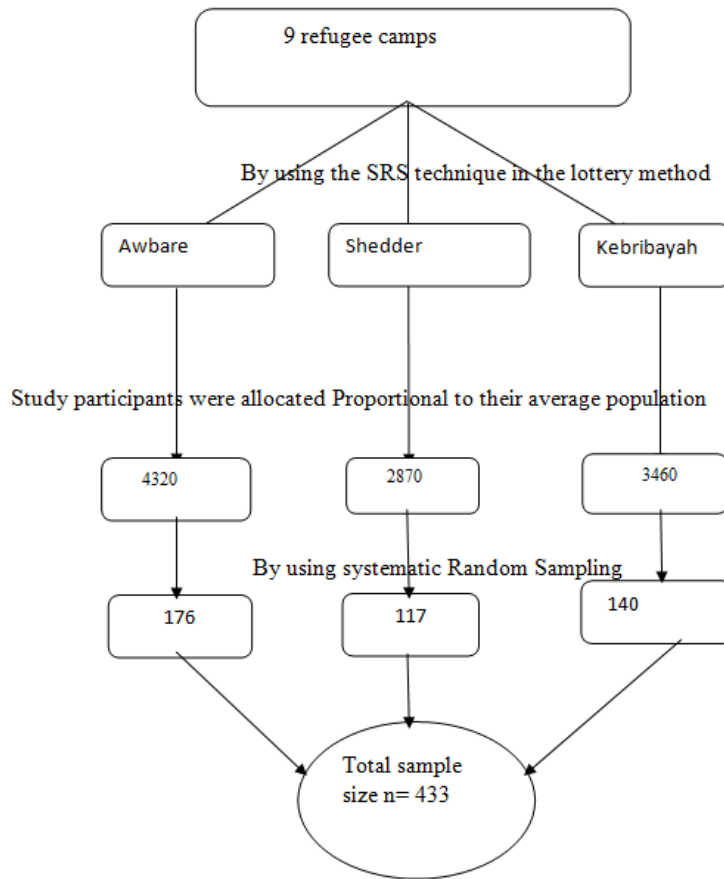 9 refugee camps
By using the SRS technique in the lottery method
Awbare
Shedder
Kebribayah
Study participants were allocated Proportional to their average population
4320
2870
3460
By using systematic Random Sampling
176
117
140
Total sample
size n= 433